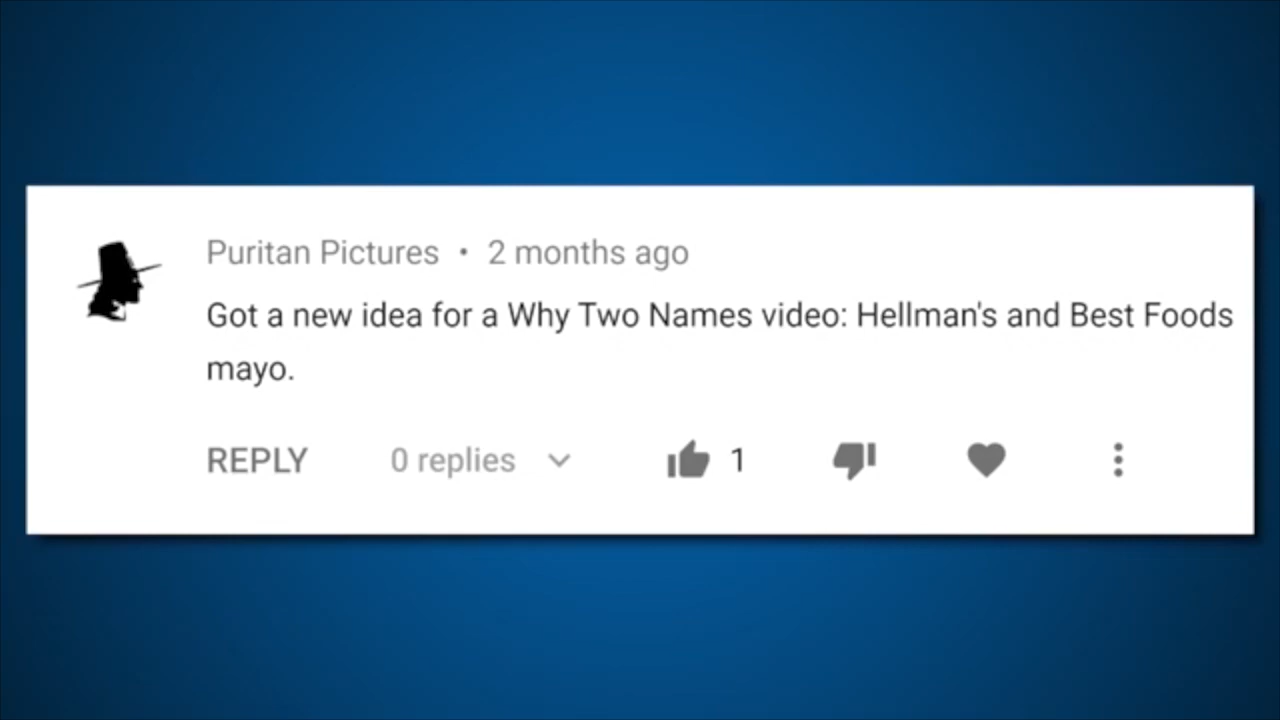 Puritan Pictures • 2 months ago
Got a new idea for a Why Two Names video: Hellman's and Best Foods
mayo.
REPLY 0 replies 1